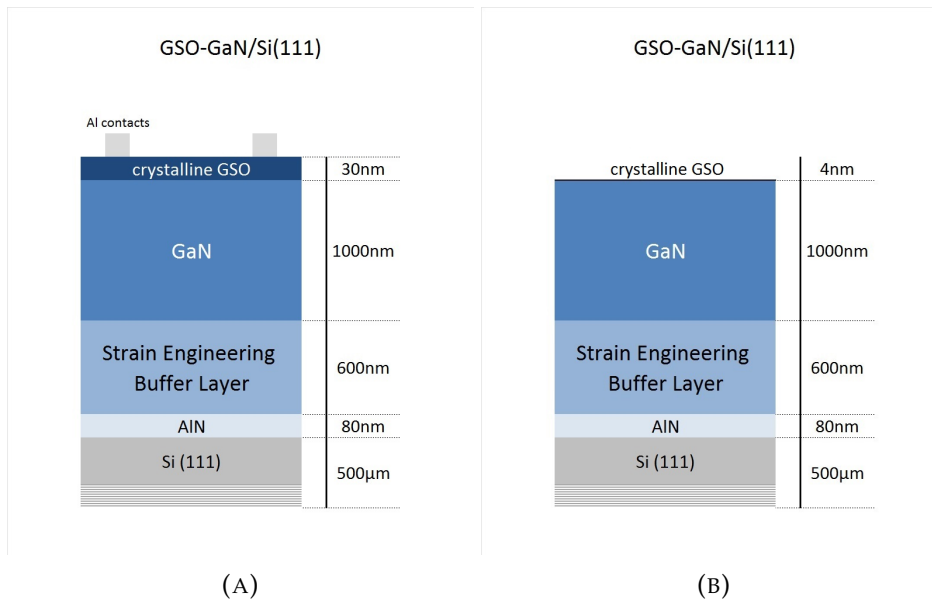 GSO-GaN/Si(111)
Al contacts
crystalline GSO
30nm
GaN
1000nm
Strain Engineering
Buffer Layer
600nm
AlN
80nm
Si (111)
500µm
(A)
GSO-GaN/Si(111)
crystalline GSO
4nm
GaN
1000nm
Strain Engineering
Buffer Layer
600nm
AlN
80nm
Si (111)
500µm
(B)